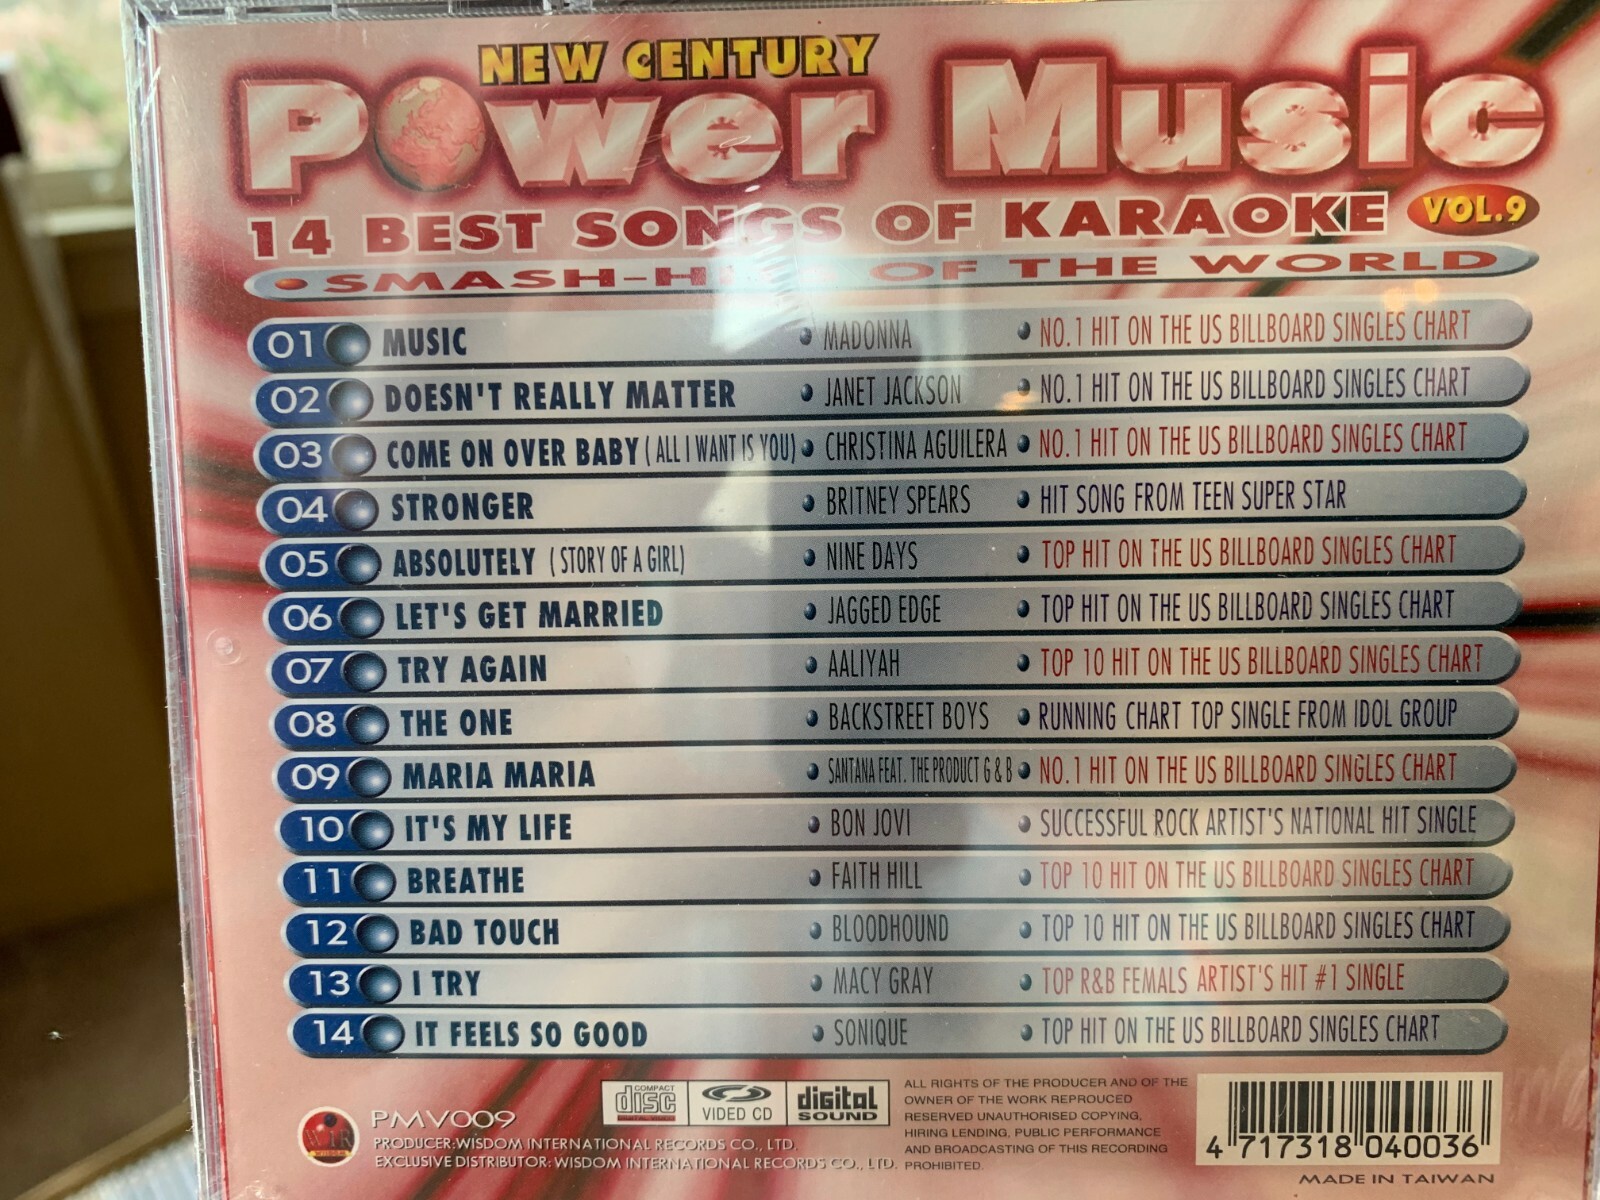 NEW CENTURY
Power Music
14 BEST SONGS OF KARAOKE VOL.9
SMASH-HITS OF THE WORLD
01 MUSIC • MADONNA • NO.1 HIT ON THE US BILLBOARD SINGLES CHART
02 DOESN'T REALLY MATTER • JANET JACKSON • NO.1 HIT ON THE US BILLBOARD SINGLES CHART
03 COME ON OVER BABY (ALL I WANT IS YOU) • CHRISTINA AGUILERA • NO.1 HIT ON THE US BILLBOARD SINGLES CHART
04 STRONGER • BRITNEY SPEARS • HIT SONG FROM TEEN SUPER STAR
05 ABSOLUTELY (STORY OF A GIRL) • NINE DAYS • TOP HIT ON THE US BILLBOARD SINGLES CHART
06 LET'S GET MARRIED • JAGGED EDGE • TOP HIT ON THE US BILLBOARD SINGLES CHART
07 TRY AGAIN • AALIYAH • TOP 10 HIT ON THE US BILLBOARD SINGLES CHART
08 THE ONE • BACKSTREET BOYS • RUNNING CHART TOP SINGLE FROM IDOL GROUP
09 MARIA MARIA • SANTANA FEAT. THE PRODUCT G & B • NO.1 HIT ON THE US BILLBOARD SINGLES CHART
10 IT'S MY LIFE • BON JOVI • SUCCESSFUL ROCK ARTIST'S NATIONAL HIT SINGLE
11 BREATHE • FAITH HILL • TOP 10 HIT ON THE US BILLBOARD SINGLES CHART
12 BAD TOUCH • BLOODHOUND • TOP 10 HIT ON THE US BILLBOARD SINGLES CHART
13 I TRY • MACY GRAY • TOP R&B FEMALS ARTIST'S HIT #1 SINGLE
14 IT FEELS SO GOOD • SONIQUE • TOP HIT ON THE US BILLBOARD SINGLES CHART
WIR
WISDOM
PMV009
PRODUCER:WISDOM INTERNATIONAL RECORDS CO., LTD.
EXCLUSIVE DISTRIBUTOR: WISDOM INTERNATIONAL RECORDS CO., LTD.
COMPACT
disc
DIGITAL VIDEO
VIDEO CD
digital
SOUND
ALL RIGHTS OF THE PRODUCER AND OF THE
OWNER OF THE WORK REPROUCED
RESERVED UNAUTHORISED COPYING,
HIRING LENDING, PUBLIC PERFORMANCE
AND BROADCASTING OF THIS RECORDING
PROHIBITED.
4 717318 040036
MADE IN TAIWAN